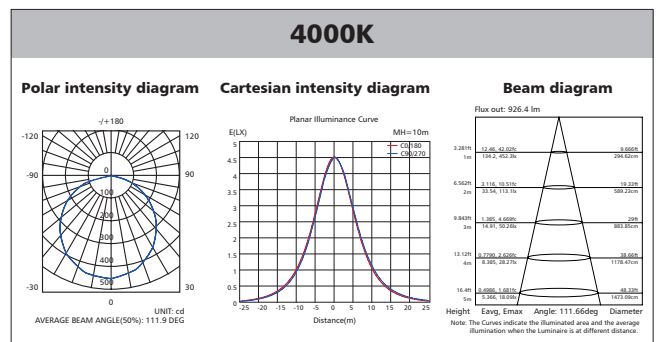 4000K
Polar intensity diagram
-/+180
-120
120
-90
90
-30
30
0
100
200
300
400
500
0
UNIT: cd
AVERAGE BEAM ANGLE(50%): 111.9 DEG
Cartesian intensity diagram
Planar Illuminance Curve
E(LX)
MH=10m
C0/180
C90/270
5
4.5
4
3.5
3
2.5
2
1.5
1
0.5
0
-25 -20 -15 -10 -5 0 5 10 15 20 25
Distance(m)
Beam diagram
Flux out: 926.4 lm
3.281ft 12.46, 42.02fc 9.666ft
1m 134.2, 452.3lx 294.62cm
6.562ft 3.116, 10.51fc 19.33ft
2m 33.54, 113.1lx 589.23cm
9.843ft 1.385, 4.669fc 29ft
3m 14.91, 50.26lx 883.85cm
13.12ft 0.7790, 2.626fc 38.66ft
4m 8.385, 28.27lx 1178.47cm
16.4ft 0.4986, 1.681fc 48.33ft
5m 5.366, 18.09lx 1473.09cm
Height Eavg, Emax Angle: 111.66deg Diameter
Note: The Curves indicate the illuminated area and the average
illumination when the Luminaire is at different distance.